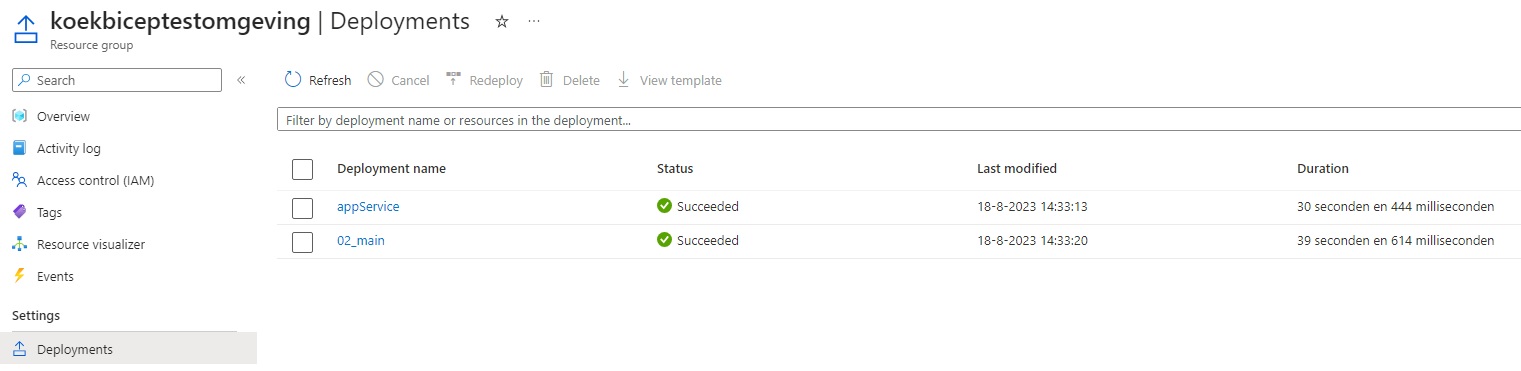 koekbiceptestomgeving | Deployments
Resource group
Search
Refresh Cancel Redeploy Delete View template
Overview
Activity log
Access control (IAM)
Tags
Resource visualizer
Events
Settings
Deployments
Filter by deployment name or resources in the deployment...
Deployment name Status Last modified Duration
appService Succeeded 18-8-2023 14:33:13 30 seconden en 444 milliseconden
02_main Succeeded 18-8-2023 14:33:20 39 seconden en 614 milliseconden